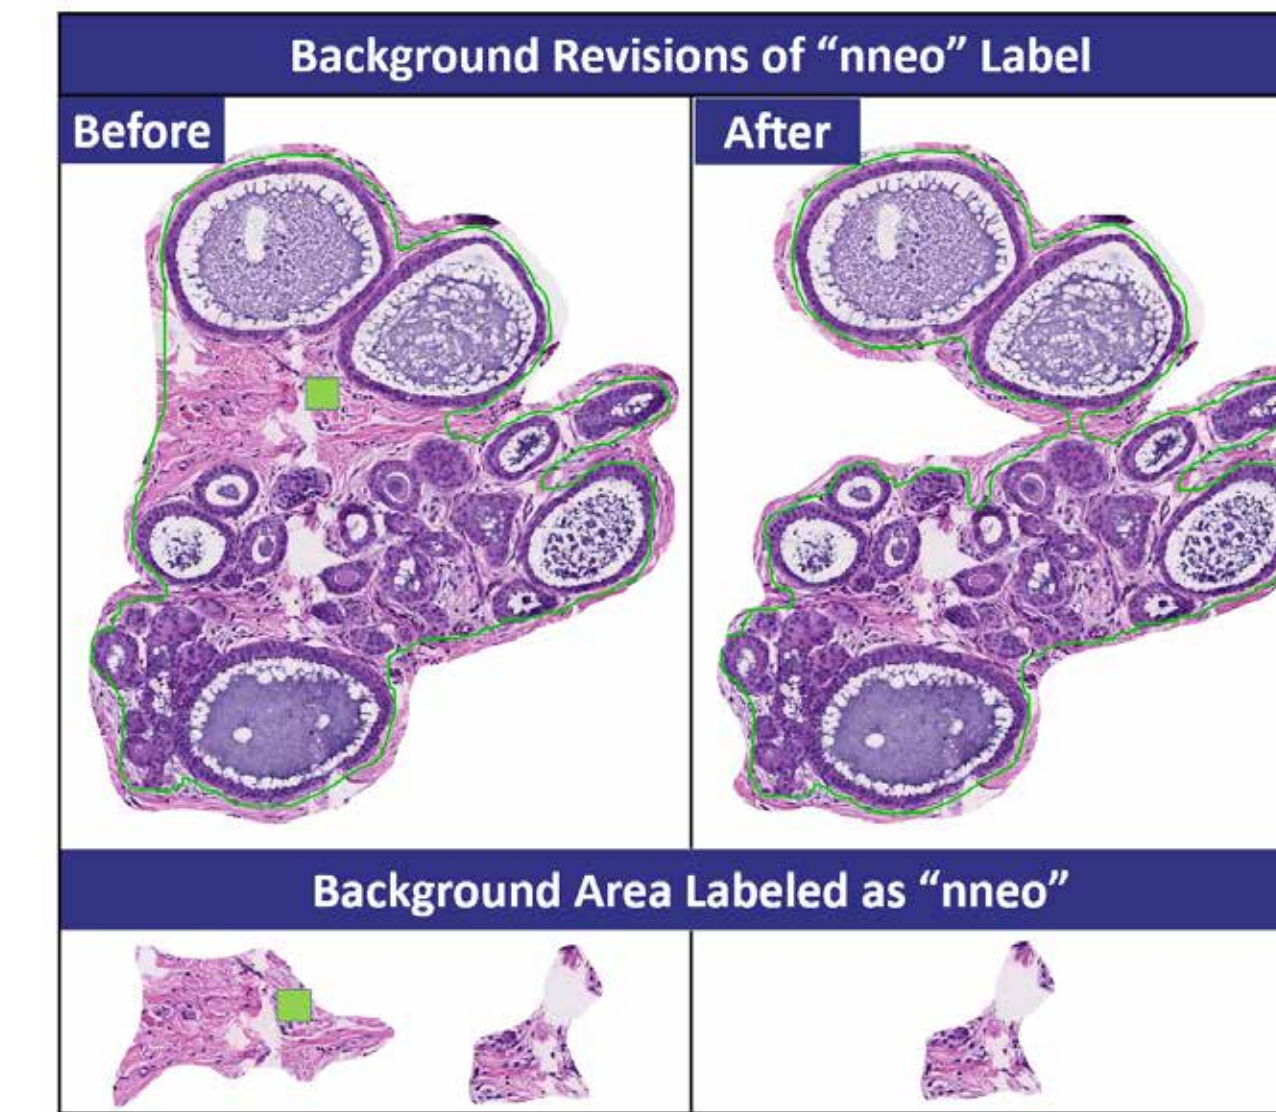 Background Revisions of “nneo” Label
Before
After
Background Area Labeled as “nneo”